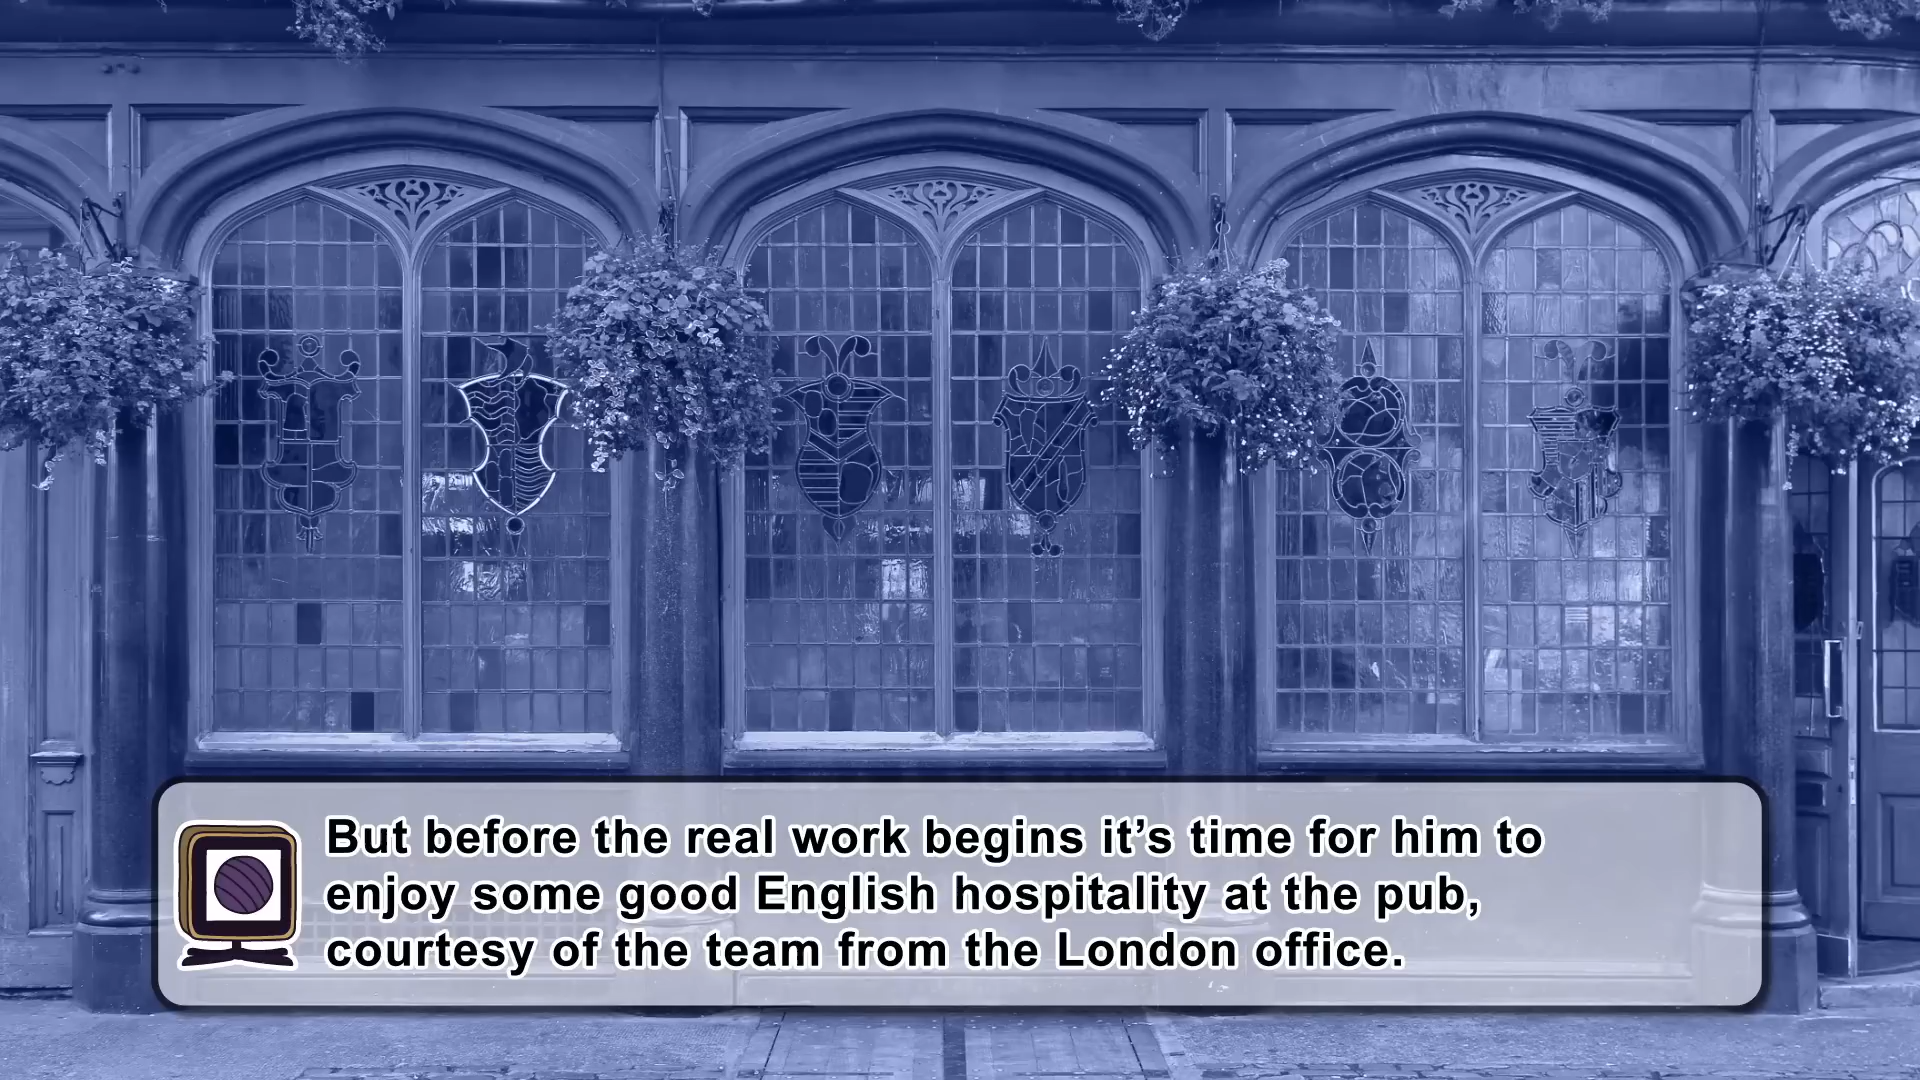 But before the real work begins it’s time for him to
enjoy some good English hospitality at the pub,
courtesy of the team from the London office.